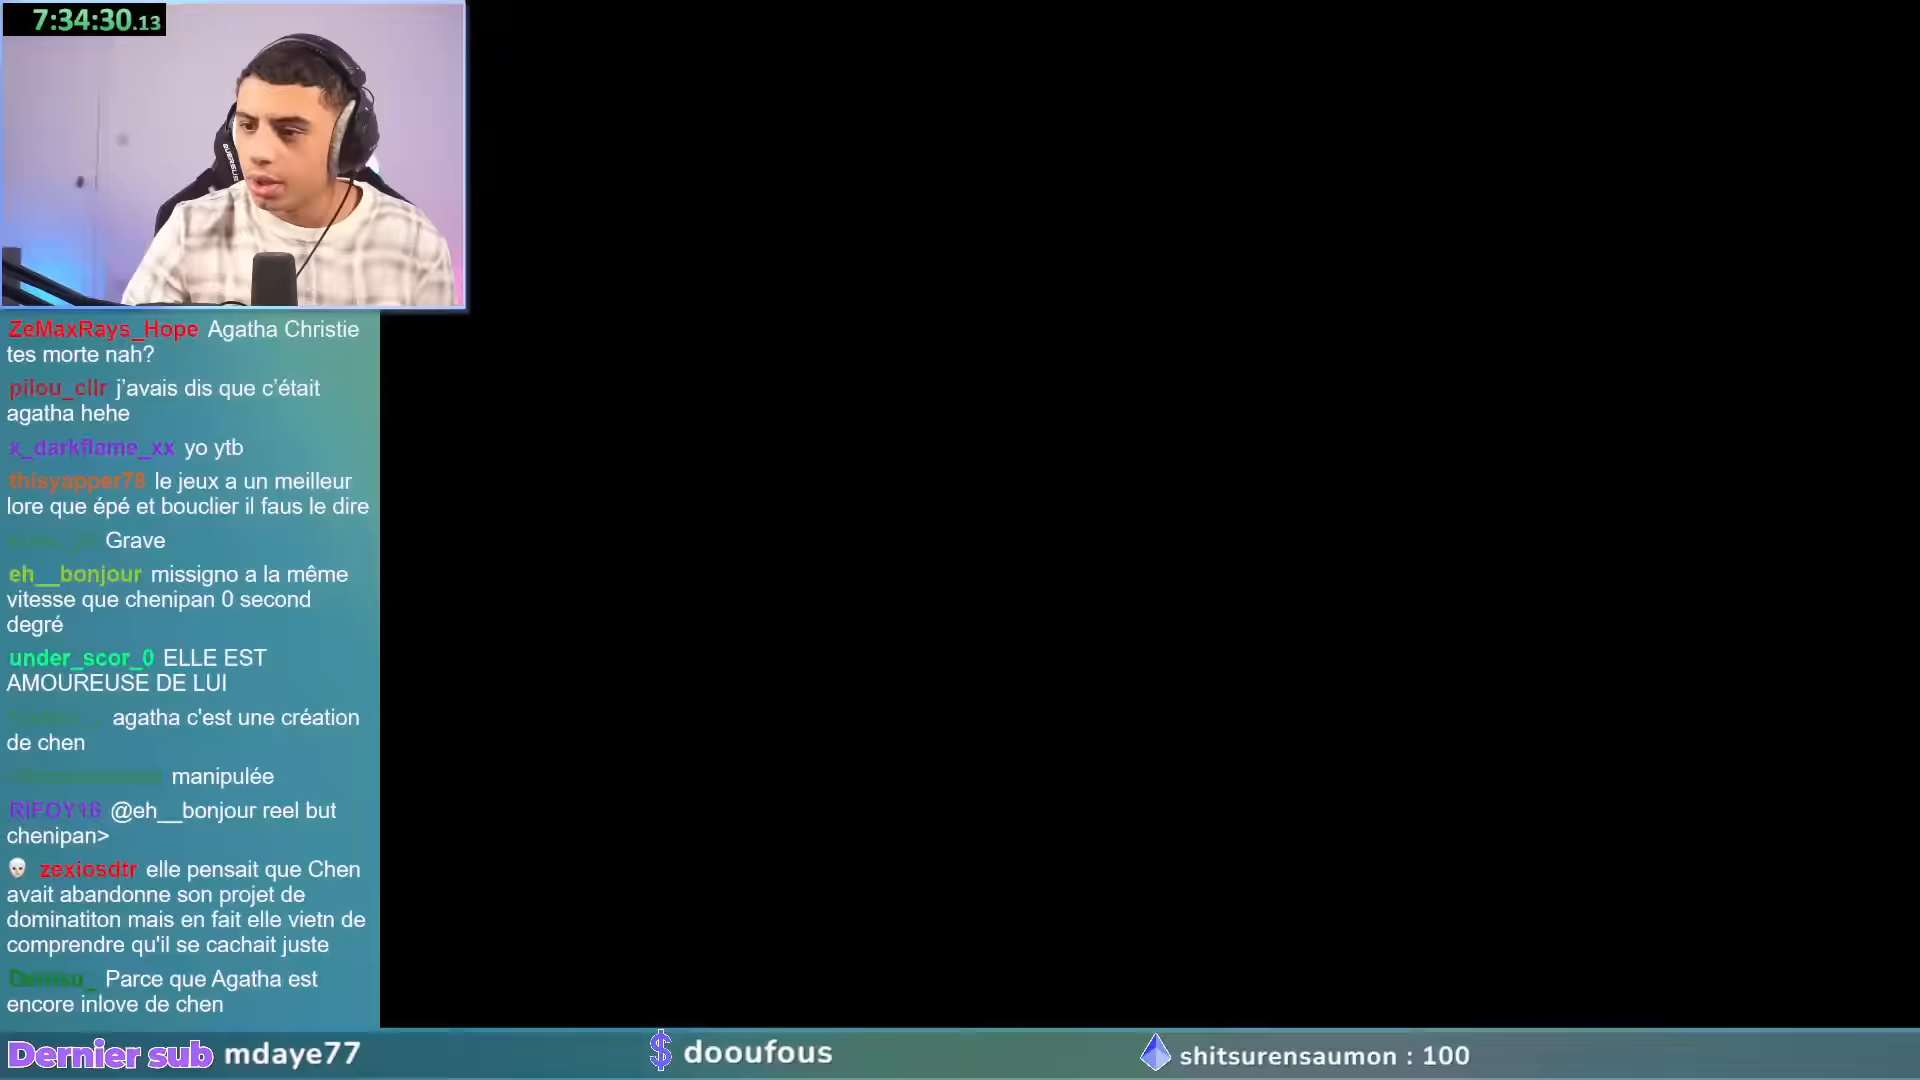 7:34:30.13
ZeMaxRays_Hope Agatha Christie
tes morte nah?
pilou_cllr j’avais dis que c’était
agatha hehe
x_darkflame_xx yo ytb
thisyapper78 le jeux a un meilleur
lore que épé et bouclier il faus le dire
Grave
eh__bonjour missigno a la même
vitesse que chenipan 0 second
degré
under_scor_0 ELLE EST
AMOUREUSE DE LUI
agatha c'est une création
de chen
manipulée
RIFOY16 @eh__bonjour reel but
chenipan>
zexiosdtr elle pensait que Chen
avait abandonne son projet de
dominatiton mais en fait elle vietn de
comprendre qu'il se cachait juste
Parce que Agatha est
encore inlove de chen
Dernier sub mdaye77
$ dooufous
shitsurensaumon : 100